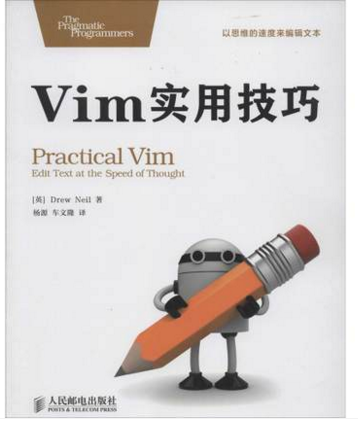 The
Pragmatic
Programmers
以思维的速度来编辑文本
Vim实用技巧
Practical Vim
Edit Text at the Speed of Thought
[英] Drew Neil 著
杨源 车文隆 译
人民邮电出版社
POSTS & TELECOM PRESS